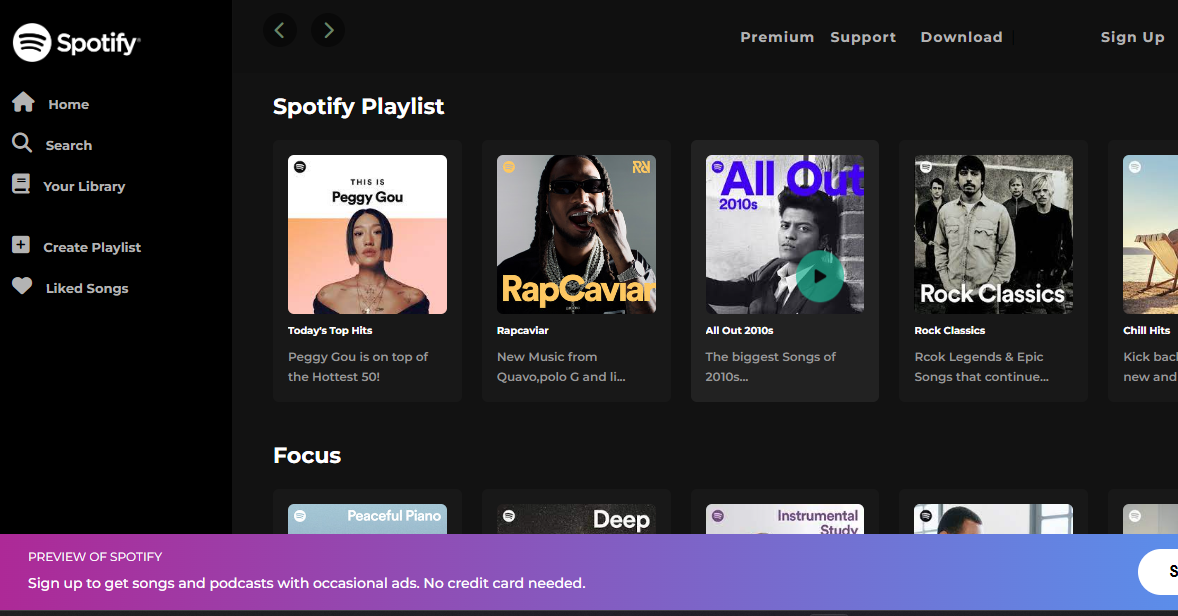 Spotify
Premium Support Download Sign Up
Home
Search
Your Library
Create Playlist
Liked Songs
Spotify Playlist
THIS IS
Peggy Gou
Today's Top Hits
Peggy Gou is on top of
the Hottest 50!
RapCaviar
Rapcaviar
New Music from
Quavo,polo G and li...
All Out
2010s
All Out 2010s
The biggest Songs of
2010s...
Rock Classics
Rock Classics
Rcok Legends & Epic
Songs that continue...
Chill Hits
Kick bac
new and
Focus
Peaceful Piano
Deep
Instrumental
Study
PREVIEW OF SPOTIFY
Sign up to get songs and podcasts with occasional ads. No credit card needed.
S